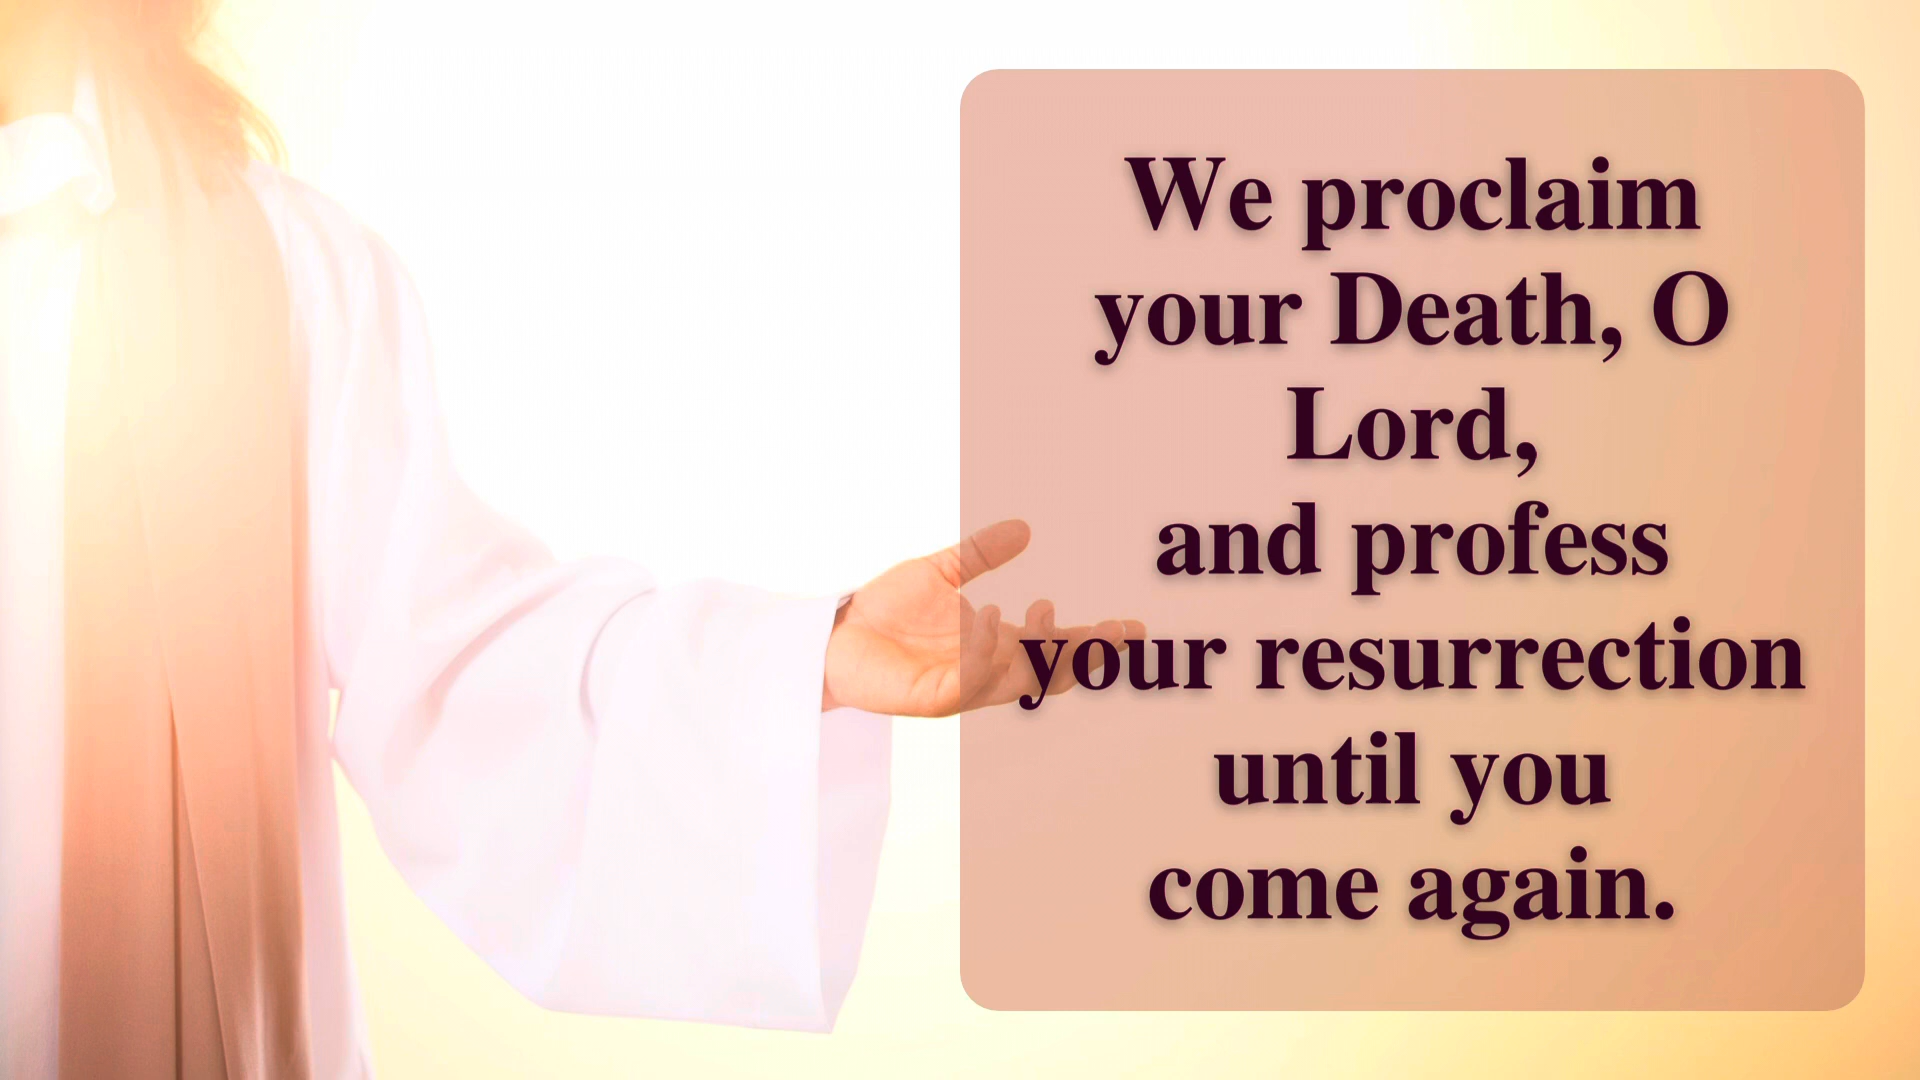 We proclaim
your Death, O
Lord,
and profess
your resurrection
until you
come again.